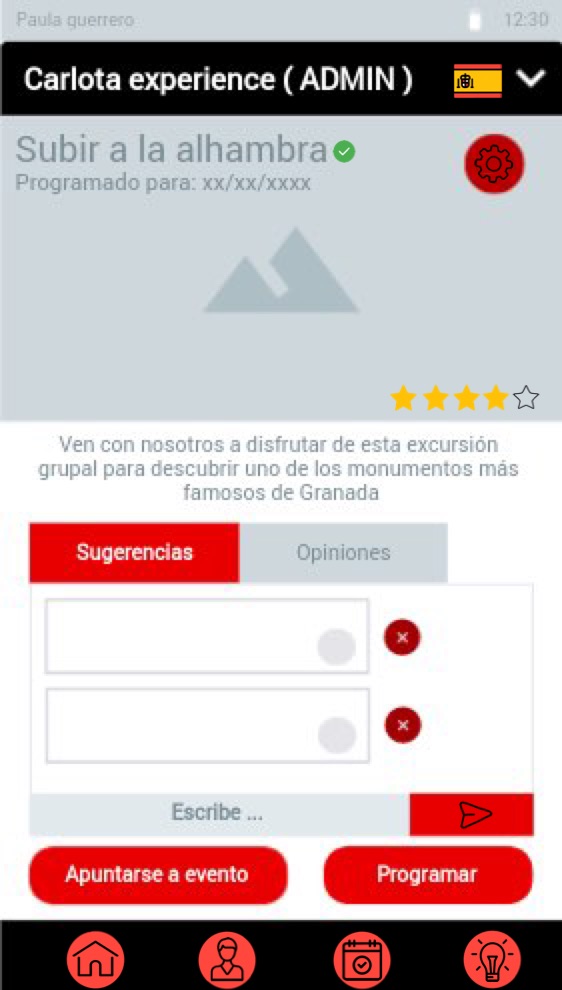 Paula guerrero
12:30
Carlota experience ( ADMIN )
Subir a la alhambra
Programado para: xx/xx/xxxx
Ven con nosotros a disfrutar de esta excursión
grupal para descubrir uno de los monumentos más
famosos de Granada
Sugerencias
Opiniones
Escribe ...
Apuntarse a evento
Programar